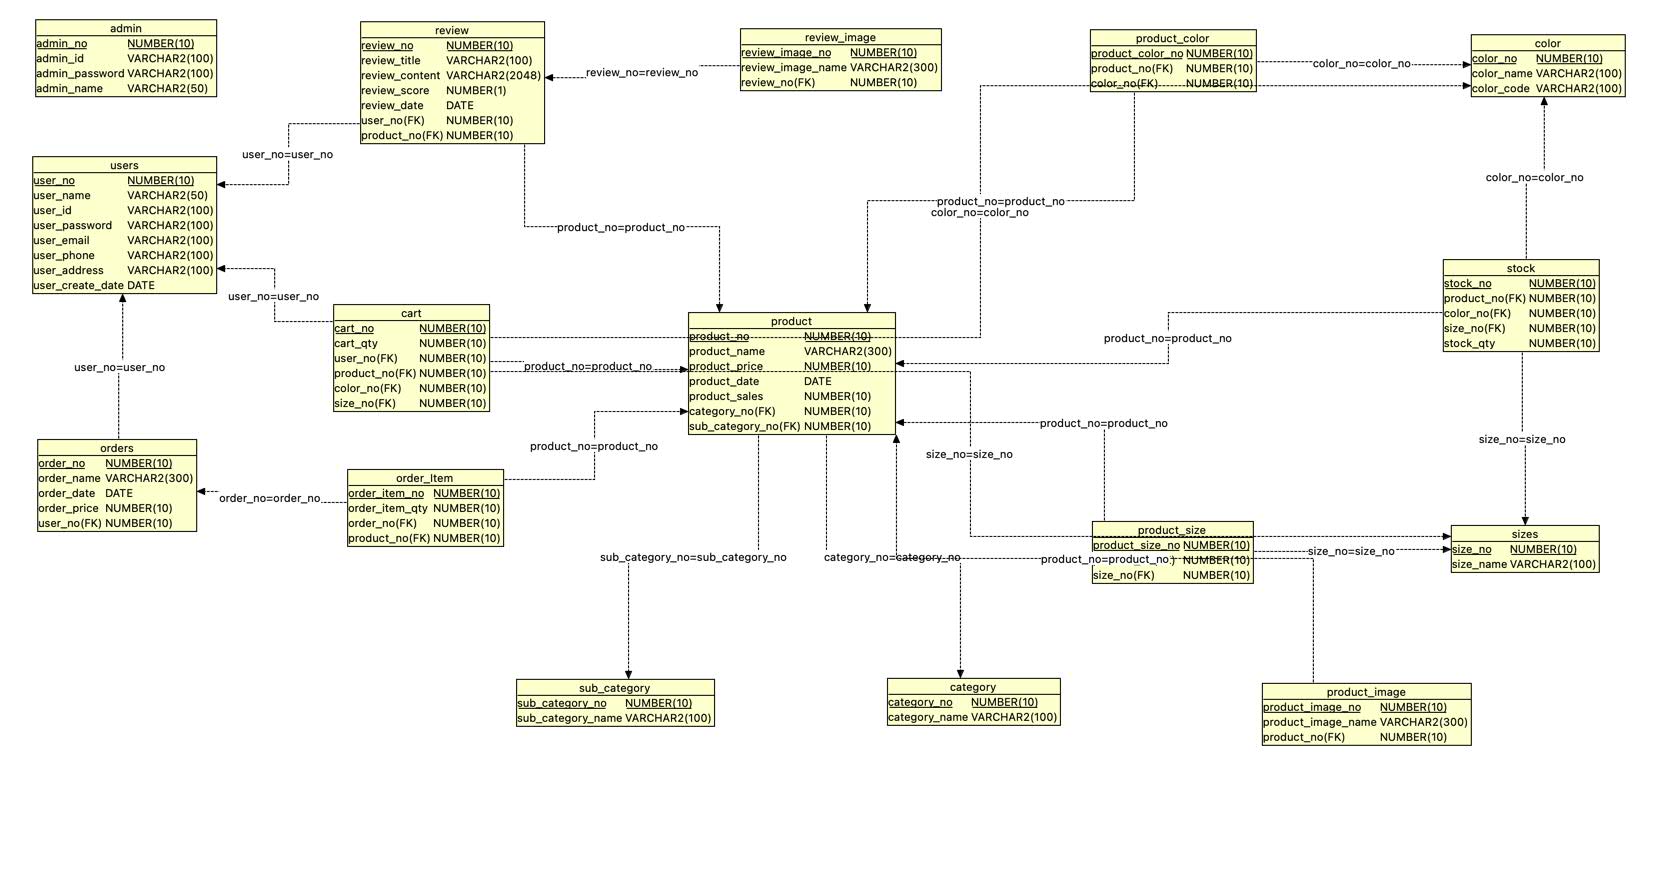 admin
admin_no NUMBER(10)
admin_id VARCHAR2(100)
admin_password VARCHAR2(100)
admin_name VARCHAR2(50)
review
review_no NUMBER(10)
review_title VARCHAR2(100)
review_content VARCHAR2(2048)
review_score NUMBER(1)
review_date DATE
user_no(FK) NUMBER(10)
product_no(FK) NUMBER(10)
review_no=review_no
review_image
review_image_no NUMBER(10)
review_image_name VARCHAR2(300)
review_no(FK) NUMBER(10)
product_color
product_color_no NUMBER(10)
product_no(FK) NUMBER(10)
color_no(FK) NUMBER(10)
color_no=color_no
color
color_no NUMBER(10)
color_name VARCHAR2(100)
color_code VARCHAR2(100)
user_no=user_no
users
user_no NUMBER(10)
user_name VARCHAR2(50)
user_id VARCHAR2(100)
user_password VARCHAR2(100)
user_email VARCHAR2(100)
user_phone VARCHAR2(100)
user_address VARCHAR2(100)
user_create_date DATE
product_no=product_no
product_no=product_no
color_no=color_no
color_no=color_no
user_no=user_no
cart
cart_no NUMBER(10)
cart_qty NUMBER(10)
user_no(FK) NUMBER(10)
product_no(FK) NUMBER(10)
color_no(FK) NUMBER(10)
size_no(FK) NUMBER(10)
product_no=product_no
product
product_no NUMBER(10)
product_name VARCHAR2(300)
product_price NUMBER(10)
product_date DATE
product_sales NUMBER(10)
category_no(FK) NUMBER(10)
sub_category_no(FK) NUMBER(10)
product_no=product_no
stock
stock_no NUMBER(10)
product_no(FK) NUMBER(10)
color_no(FK) NUMBER(10)
size_no(FK) NUMBER(10)
stock_qty NUMBER(10)
user_no=user_no
product_no=product_no
size_no=size_no
product_no=product_no
size_no=size_no
orders
order_no NUMBER(10)
order_name VARCHAR2(300)
order_date DATE
order_price NUMBER(10)
user_no(FK) NUMBER(10)
order_no=order_no
order_Item
order_item_no NUMBER(10)
order_item_qty NUMBER(10)
order_no(FK) NUMBER(10)
product_no(FK) NUMBER(10)
sub_category_no=sub_category_no
category_no=category_no
product_no=product_no
product_size
product_size_no NUMBER(10)
NUMBER(10)
size_no(FK) NUMBER(10)
size_no=size_no
sizes
size_no NUMBER(10)
size_name VARCHAR2(100)
sub_category
sub_category_no NUMBER(10)
sub_category_name VARCHAR2(100)
category
category_no NUMBER(10)
category_name VARCHAR2(100)
product_image
product_image_no NUMBER(10)
product_image_name VARCHAR2(300)
product_no(FK) NUMBER(10)